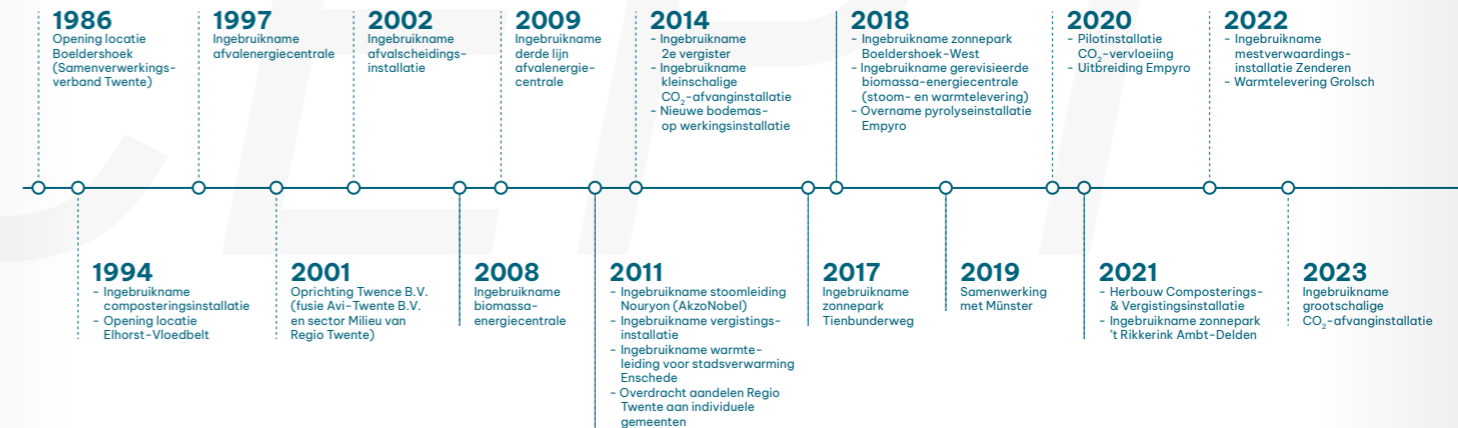 1986
Opening locatie
Boeldershoek
(Samenverwerkings-
verband Twente)
1997
Ingebruikname
afvalenergiecentrale
2002
Ingebruikname
afvalscheidings-
installatie
2009
Ingebruikname
derde lijn
afvalenergie-
centrale
2014
- Ingebruikname
2e vergister
- Ingebruikname
kleinschalige
CO₂-afvanginstallatie
- Nieuwe bodemas-
op werkingsinstallatie
2018
- Ingebruikname zonnepark
Boeldershoek-West
- Ingebruikname gereviseerde
biomassa-energiecentrale
(stoom- en warmtelevering)
- Overname pyrolyseinstallatie
Empyro
2020
- Pilotinstallatie
CO₂-vervloeiing
- Uitbreiding Empyro
2022
- Ingebruikname
mestverwaardings-
installatie Zenderen
- Warmtelevering Grolsch
1994
- Ingebruikname
composteringsinstallatie
- Opening locatie
Elhorst-Vloedbelt
2001
Oprichting Twence B.V.
(fusie Avi-Twente B.V.
en sector Milieu van
Regio Twente)
2008
Ingebruikname
biomassa-
energiecentrale
2011
- Ingebruikname stoomleiding
Nouryon (AkzoNobel)
- Ingebruikname vergistings-
installatie
- Ingebruikname warmte-
leiding voor stadsverwarming
Enschede
- Overdracht aandelen Regio
Twente aan individuele
gemeenten
2017
Ingebruikname
zonnepark
Tienbunderweg
2019
Samenwerking
met Münster
2021
- Herbouw Composterings-
& Vergistingsinstallatie
- Ingebruikname zonnepark
't Rikkerink Ambt-Delden
2023
Ingebruikname
grootschalige
CO₂-afvanginstallatie